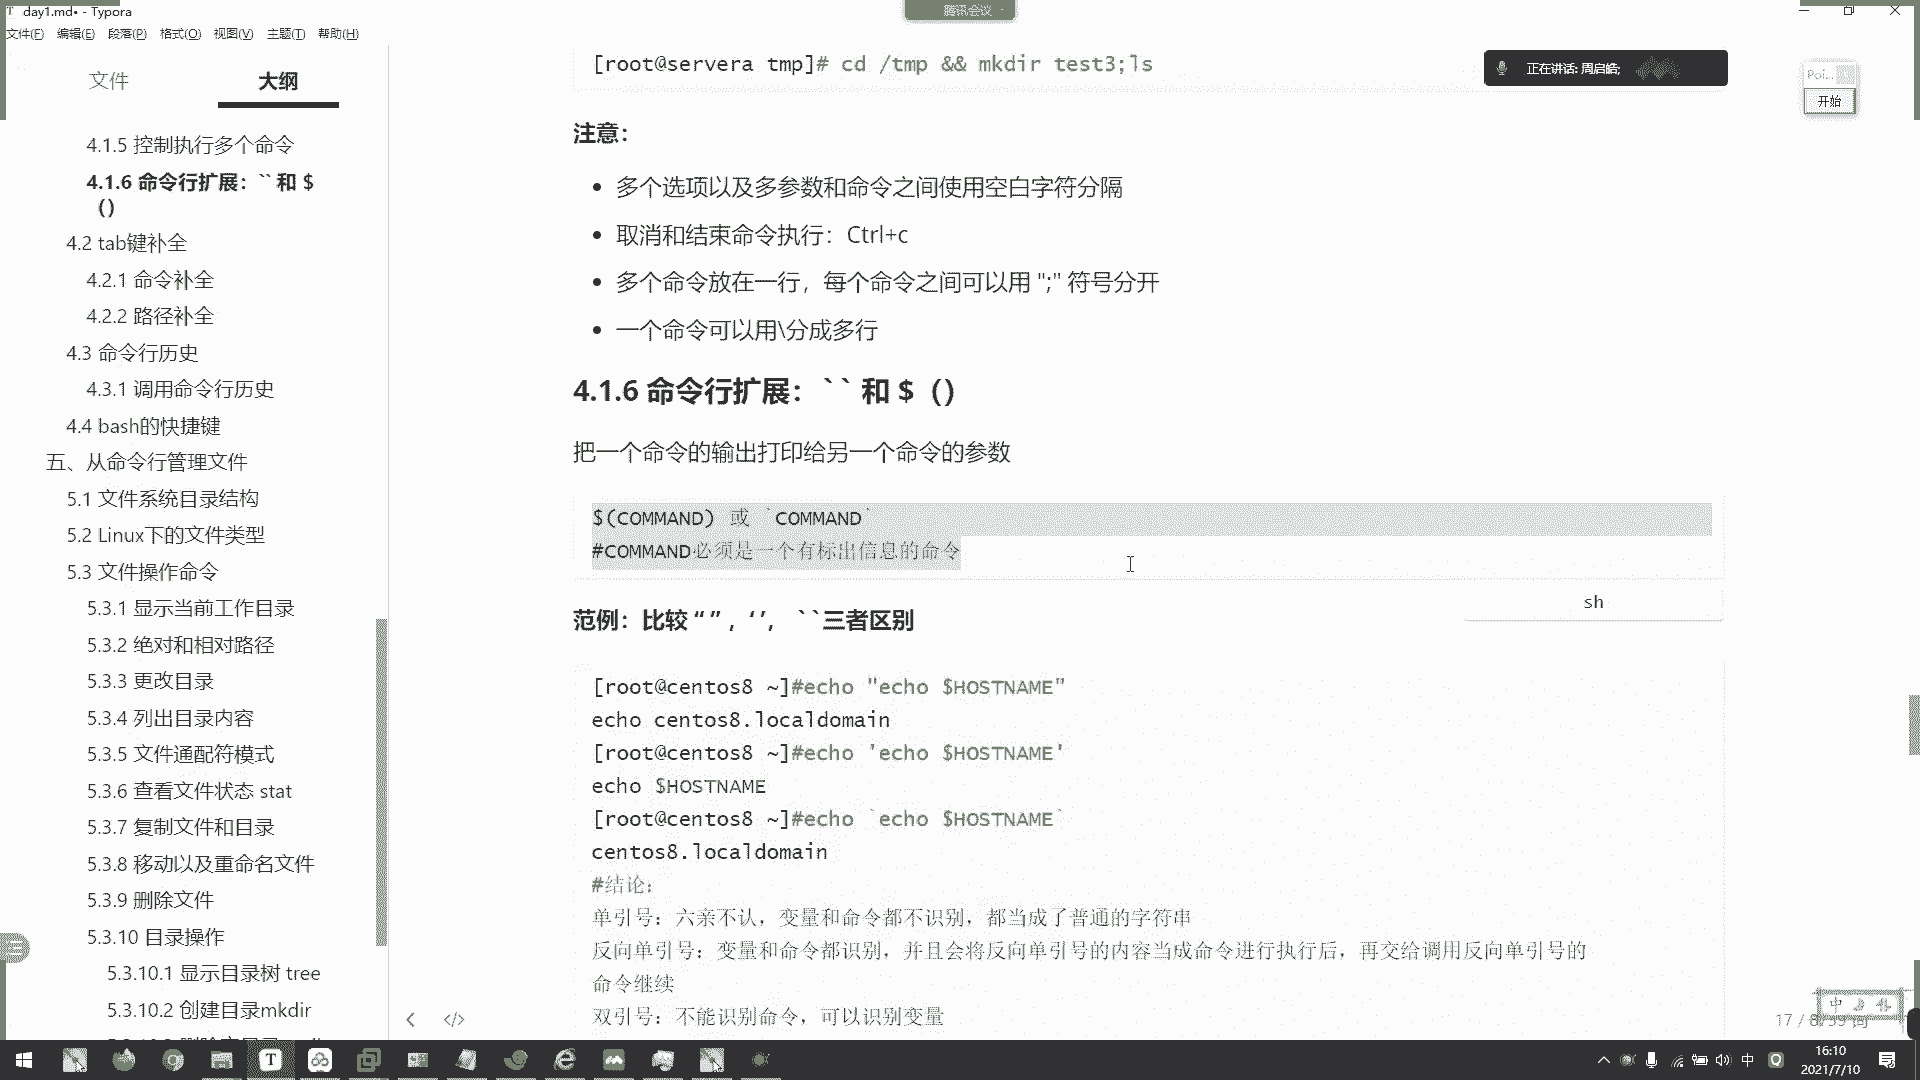 day1.md• - Typora
腾讯会议
文件(F) 编辑(E) 段落(P) 格式(O) 视图(V) 主题(T) 帮助(H)
文件 大纲
4.1.5 控制执行多个命令
4.1.6 命令行扩展：`` 和 $
()
4.2 tab键补全
4.2.1 命令补全
4.2.2 路径补全
4.3 命令行历史
4.3.1 调用命令行历史
4.4 bash的快捷键
五、从命令行管理文件
5.1 文件系统目录结构
5.2 Linux下的文件类型
5.3 文件操作命令
5.3.1 显示当前工作目录
5.3.2 绝对和相对路径
5.3.3 更改目录
5.3.4 列出目录内容
5.3.5 文件通配符模式
5.3.6 查看文件状态 stat
5.3.7 复制文件和目录
5.3.8 移动以及重命名文件
5.3.9 删除文件
5.3.10 目录操作
5.3.10.1 显示目录树 tree
5.3.10.2 创建目录mkdir
[root@servera tmp]# cd /tmp && mkdir test3;ls
正在讲话: 周启皓;
Poi...
开始
注意：
• 多个选项以及多参数和命令之间使用空白字符分隔
• 取消和结束命令执行：Ctrl+c
• 多个命令放在一行，每个命令之间可以用 ";" 符号分开
• 一个命令可以用\分成多行
4.1.6 命令行扩展：`` 和 $（）
把一个命令的输出打印给另一个命令的参数
$(COMMAND) 或 `COMMAND`
#COMMAND必须是一个有标出信息的命令
sh
范例：比较 “ ” ，‘ ’， ``三者区别
[root@centos8 ~]#echo "echo $HOSTNAME"
echo centos8.localdomain
[root@centos8 ~]#echo 'echo $HOSTNAME'
echo $HOSTNAME
[root@centos8 ~]#echo `echo $HOSTNAME`
centos8.localdomain
#结论：
单引号：六亲不认，变量和命令都不识别，都当成了普通的字符串
反向单引号：变量和命令都识别，并且会将反向单引号的内容当成命令进行执行后，再交给调用反向单引号的
命令继续
双引号：不能识别命令，可以识别变量
中
中
16:10
2021/7/10